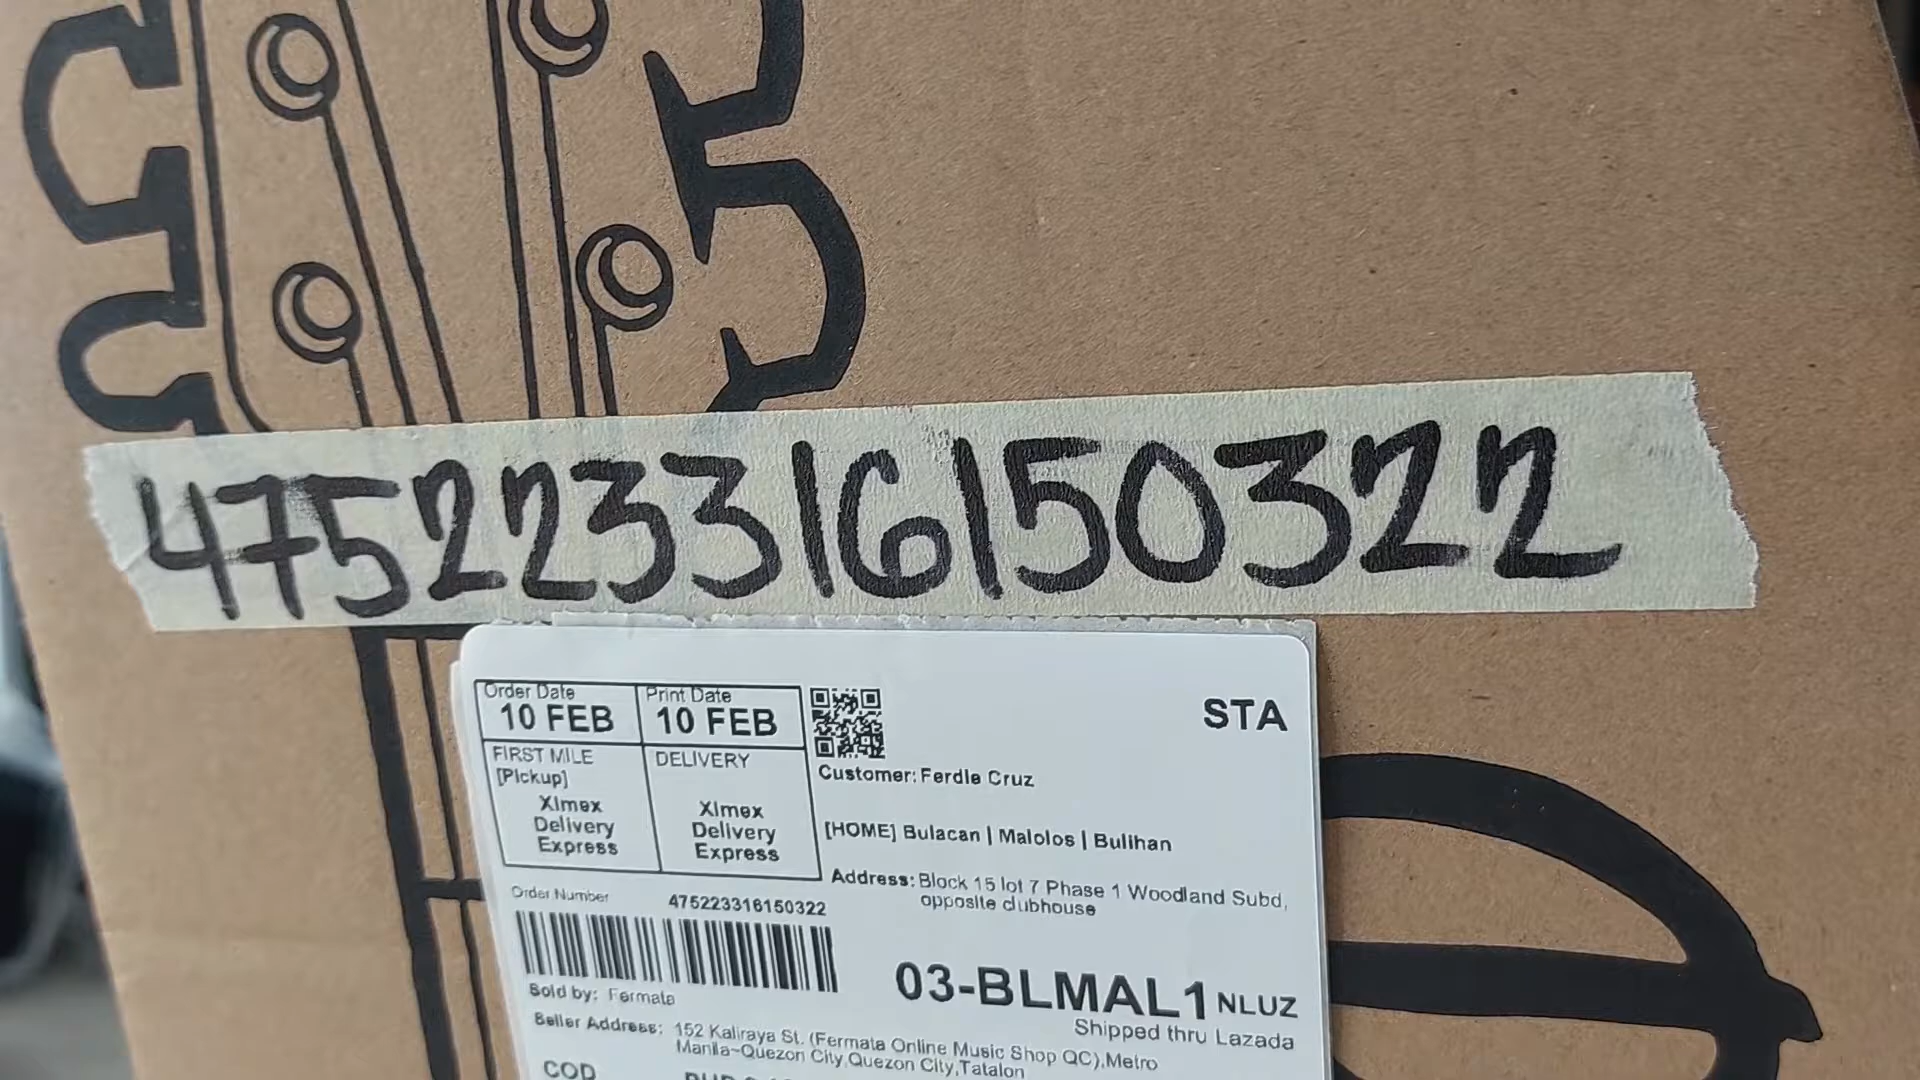 475223316150322
STA
Order Date
10 FEB
Print Date
10 FEB
FIRST MILE
[Pickup]
Ximex
Delivery
Express
DELIVERY
Ximex
Delivery
Express
Customer: Ferdie Cruz
[HOME] Bulacan | Malolos | Bulihan
Address: Block 15 lot 7 Phase 1 Woodland Subd,
opposite clubhouse
Order Number 475223316150322
03-BLMAL1 NLUZ
Shipped thru Lazada
Sold by: Fermata
Seller Address: 152 Kaliraya St. (Fermata Online Music Shop QC),Metro
Manila~Quezon City,Quezon City,Tatalon
COD